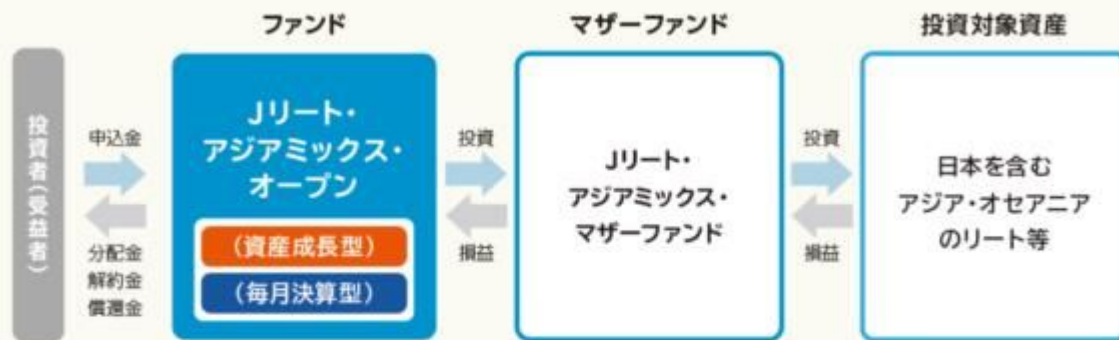 ファンド
マザーファンド
投資対象資産
投資者(受益者)
申込金
分配金
解約金
償還金
Jリート・
アジアミックス・
オープン
(資産成長型)
(毎月決算型)
投資
損益
Jリート・
アジアミックス・
マザーファンド
投資
損益
日本を含む
アジア・オセアニア
のリート等